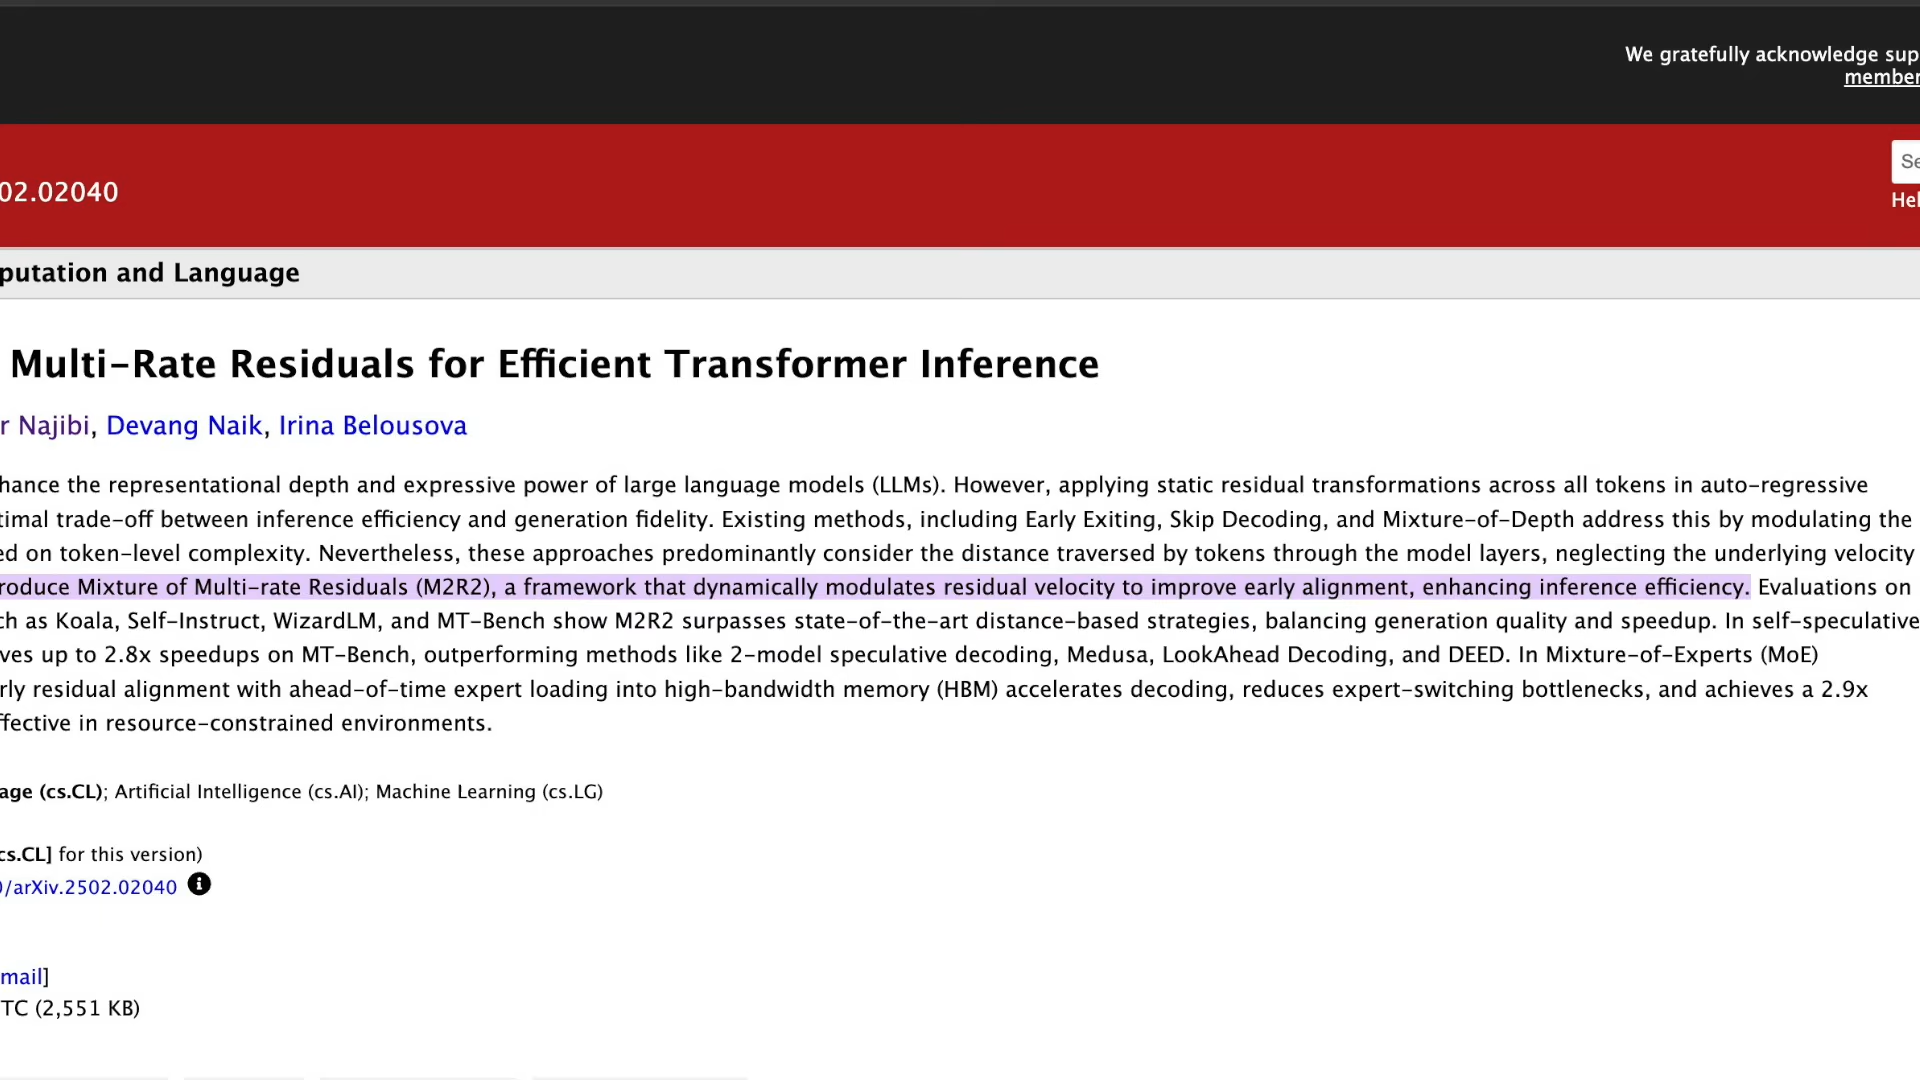 We gratefully acknowledge sup
member
02.02040
Se
Hel
putation and Language
Multi-Rate Residuals for Efficient Transformer Inference
r Najibi, Devang Naik, Irina Belousova
hance the representational depth and expressive power of large language models (LLMs). However, applying static residual transformations across all tokens in auto-regressive
timal trade-off between inference efficiency and generation fidelity. Existing methods, including Early Exiting, Skip Decoding, and Mixture-of-Depth address this by modulating the
ed on token-level complexity. Nevertheless, these approaches predominantly consider the distance traversed by tokens through the model layers, neglecting the underlying velocity
roduce Mixture of Multi-rate Residuals (M2R2), a framework that dynamically modulates residual velocity to improve early alignment, enhancing inference efficiency. Evaluations on
ch as Koala, Self-Instruct, WizardLM, and MT-Bench show M2R2 surpasses state-of-the-art distance-based strategies, balancing generation quality and speedup. In self-speculative
ves up to 2.8x speedups on MT-Bench, outperforming methods like 2-model speculative decoding, Medusa, LookAhead Decoding, and DEED. In Mixture-of-Experts (MoE)
rly residual alignment with ahead-of-time expert loading into high-bandwidth memory (HBM) accelerates decoding, reduces expert-switching bottlenecks, and achieves a 2.9x
ffective in resource-constrained environments.
age (cs.CL); Artificial Intelligence (cs.AI); Machine Learning (cs.LG)
cs.CL] for this version)
0/arXiv.2502.02040
mail]
TC (2,551 KB)